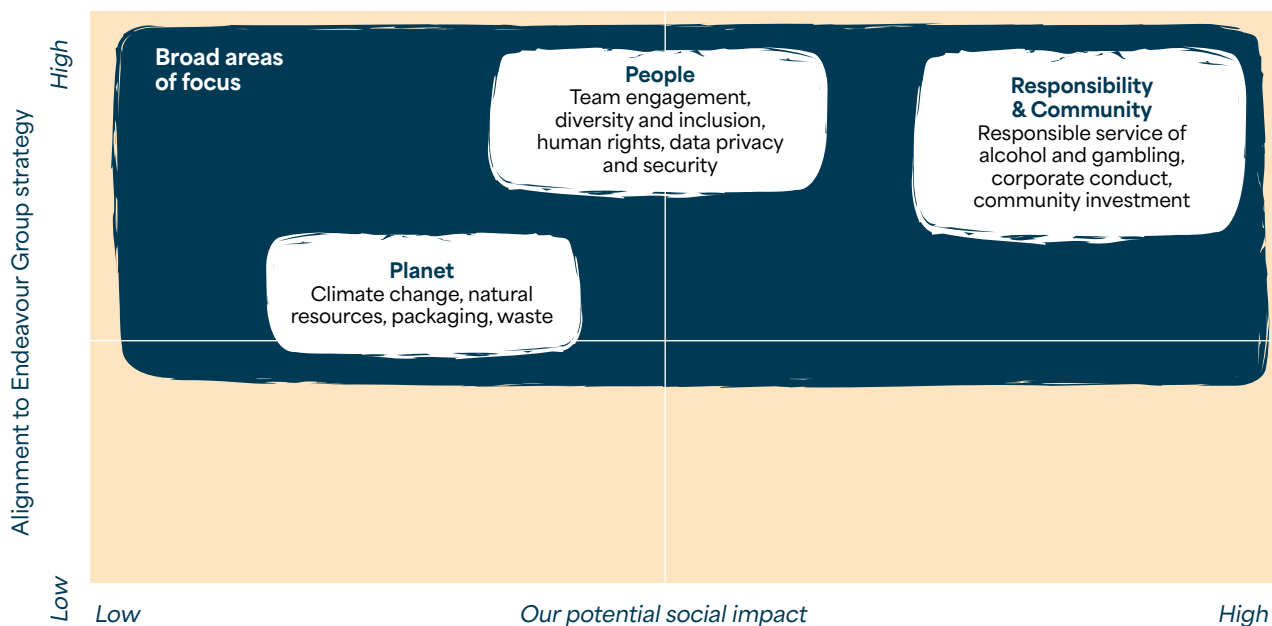 High
Alignment to Endeavour Group strategy
Low
Broad areas
of focus
People
Team engagement,
diversity and inclusion,
human rights, data privacy
and security
Responsibility
& Community
Responsible service of
alcohol and gambling,
corporate conduct,
community investment
Planet
Climate change, natural
resources, packaging, waste
Low
Our potential social impact
High